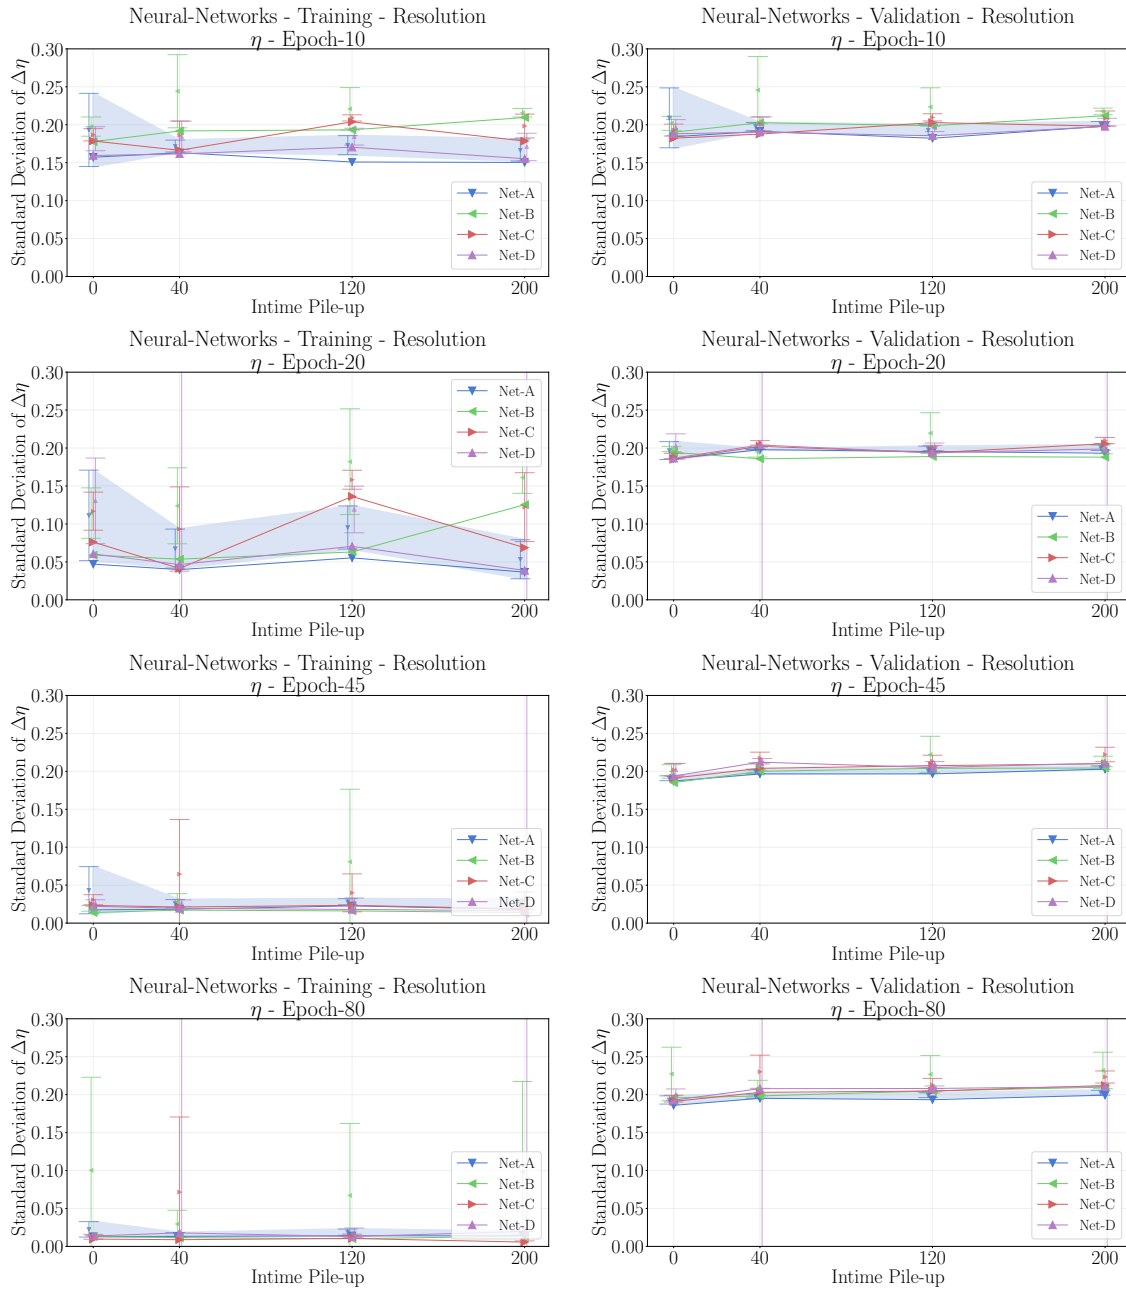 Neural-Networks - Training - Resolution
η - Epoch-10
Standard Deviation of Δη
0.30
0.25
0.20
0.15
0.10
0.05
0.00
Net-A
Net-B
Net-C
Net-D
0 40 120 200
Intime Pile-up
Neural-Networks - Validation - Resolution
η - Epoch-10
Standard Deviation of Δη
0.30
0.25
0.20
0.15
0.10
0.05
0.00
Net-A
Net-B
Net-C
Net-D
0 40 120 200
Intime Pile-up
Neural-Networks - Training - Resolution
η - Epoch-20
Standard Deviation of Δη
0.30
0.25
0.20
0.15
0.10
0.05
0.00
Net-A
Net-B
Net-C
Net-D
0 40 120 200
Intime Pile-up
Neural-Networks - Validation - Resolution
η - Epoch-20
Standard Deviation of Δη
0.30
0.25
0.20
0.15
0.10
0.05
0.00
Net-A
Net-B
Net-C
Net-D
0 40 120 200
Intime Pile-up
Neural-Networks - Training - Resolution
η - Epoch-45
Standard Deviation of Δη
0.30
0.25
0.20
0.15
0.10
0.05
0.00
Net-A
Net-B
Net-C
Net-D
0 40 120 200
Intime Pile-up
Neural-Networks - Validation - Resolution
η - Epoch-45
Standard Deviation of Δη
0.30
0.25
0.20
0.15
0.10
0.05
0.00
Net-A
Net-B
Net-C
Net-D
0 40 120 200
Intime Pile-up
Neural-Networks - Training - Resolution
η - Epoch-80
Standard Deviation of Δη
0.30
0.25
0.20
0.15
0.10
0.05
0.00
Net-A
Net-B
Net-C
Net-D
0 40 120 200
Intime Pile-up
Neural-Networks - Validation - Resolution
η - Epoch-80
Standard Deviation of Δη
0.30
0.25
0.20
0.15
0.10
0.05
0.00
Net-A
Net-B
Net-C
Net-D
0 40 120 200
Intime Pile-up